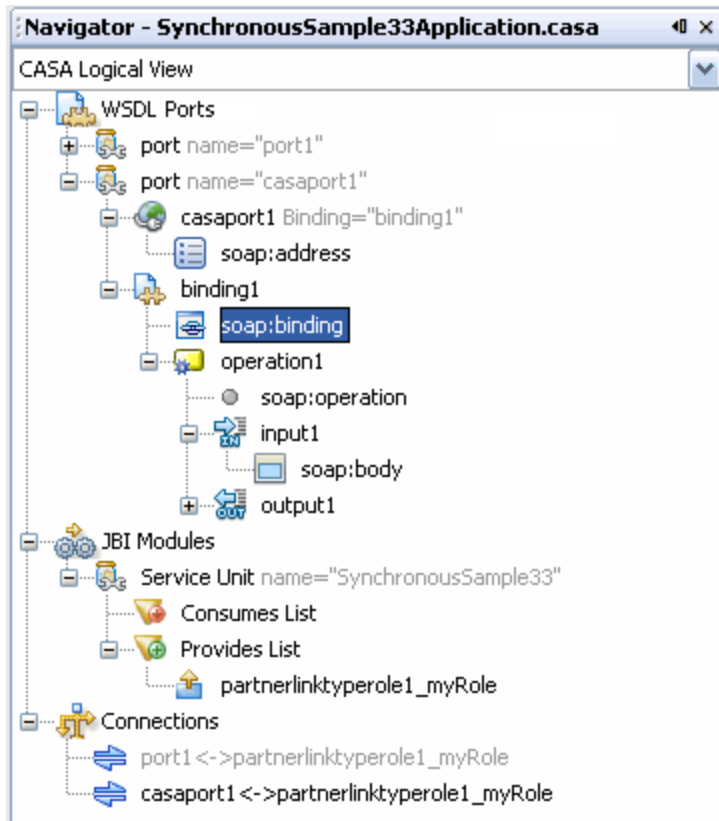 Navigator - SynchronousSample33Application.casa
CASA Logical View
WSDL Ports
port name="port1"
port name="casaport1"
casaport1 Binding="binding1"
soap:address
binding1
soap:binding
operation1
soap:operation
IN input1
soap:body
OUT output1
JBI Modules
Service Unit name="SynchronousSample33"
Consumes List
Provides List
partnerlinktyperole1_myRole
Connections
port1<->partnerlinktyperole1_myRole
casaport1<->partnerlinktyperole1_myRole